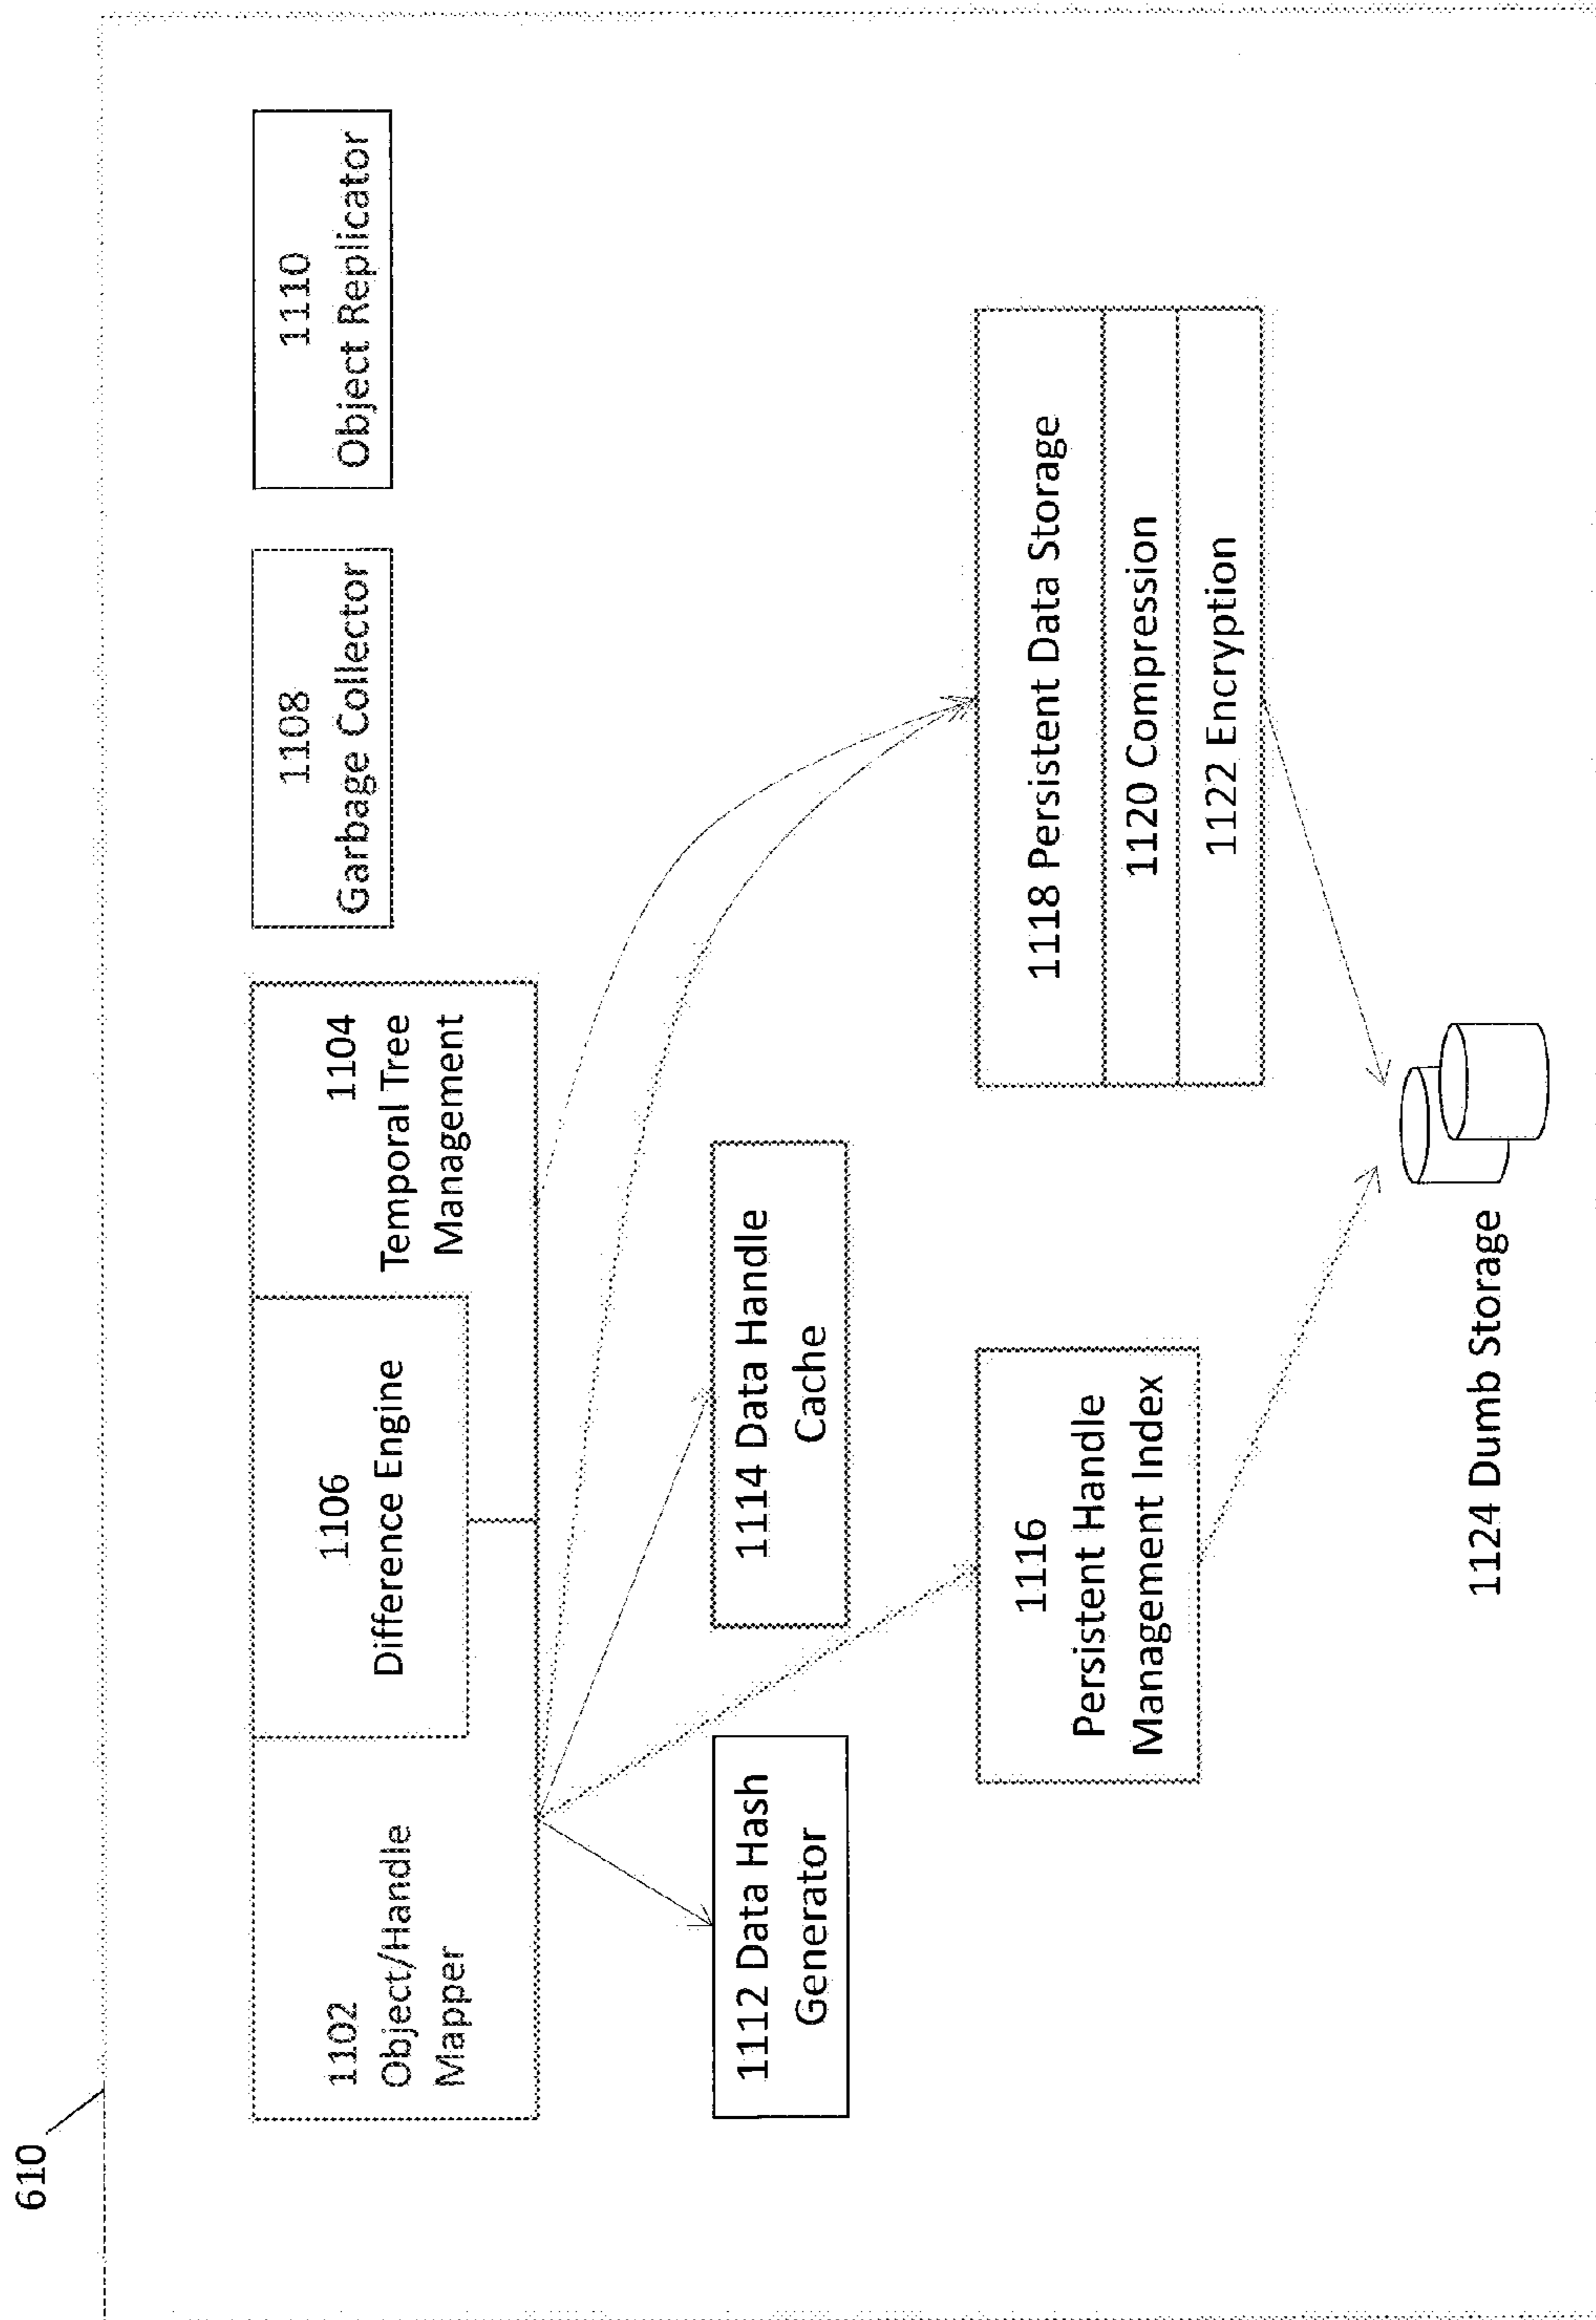 610
1102
Object/Handle
Mapper
1106
Difference Engine
1104
Temporal Tree
Management
1108
Garbage Collector
1110
Object Replicator
1112 Data Hash
Generator
1114 Data Handle
Cache
1116
Persistent Handle
Management Index
1118 Persistent Data Storage
1120 Compression
1122 Encryption
1124 Dumb Storage